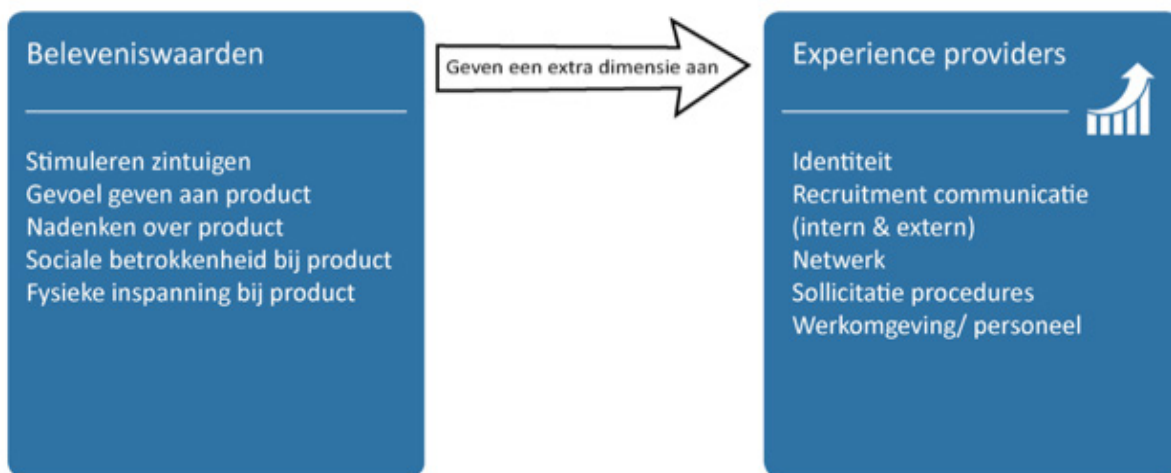 Beleveniswaarden
Stimuleren zintuigen
Gevoel geven aan product
Nadenken over product
Sociale betrokkenheid bij product
Fysieke inspanning bij product
Geven een extra dimensie aan
Experience providers
Identiteit
Recruitment communicatie
(intern & extern)
Netwerk
Sollicitatie procedures
Werkomgeving/ personeel